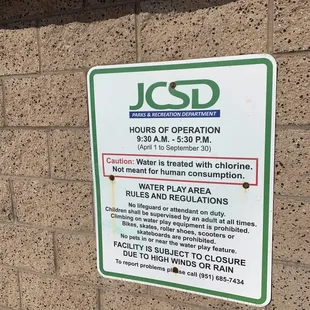 JCSD
PARKS & RECREATION DEPARTMENT
HOURS OF OPERATION
9:30 A.M. - 5:30 P.M.
(April 1 to September 30)
Caution: Water is treated with chlorine.
Not meant for human consumption.
WATER PLAY AREA
RULES AND REGULATIONS
No lifeguard or attendant on duty.
Children shall be supervised by an adult at all times.
Climbing on water play equipment is prohibited.
Bikes, skates, roller shoes, scooters or
skateboards are prohibited.
No pets in or near the water play feature.
FACILITY IS SUBJECT TO CLOSURE
DUE TO HIGH WINDS OR RAIN
To report problems please call (951) 685-7434